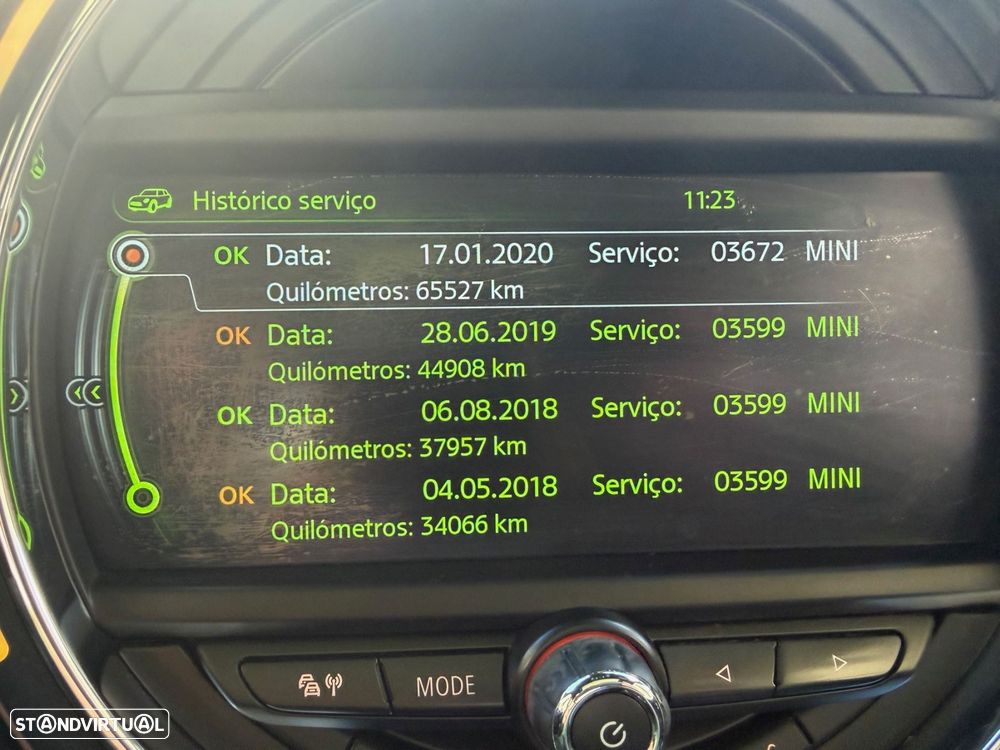 Histórico serviço 11:23
OK Data: 17.01.2020 Serviço: 03672 MINI
Quilómetros: 65527 km
OK Data: 28.06.2019 Serviço: 03599 MINI
Quilómetros: 44908 km
OK Data: 06.08.2018 Serviço: 03599 MINI
Quilómetros: 37957 km
OK Data: 04.05.2018 Serviço: 03599 MINI
Quilómetros: 34066 km
MODE
STANDVIRTUAL